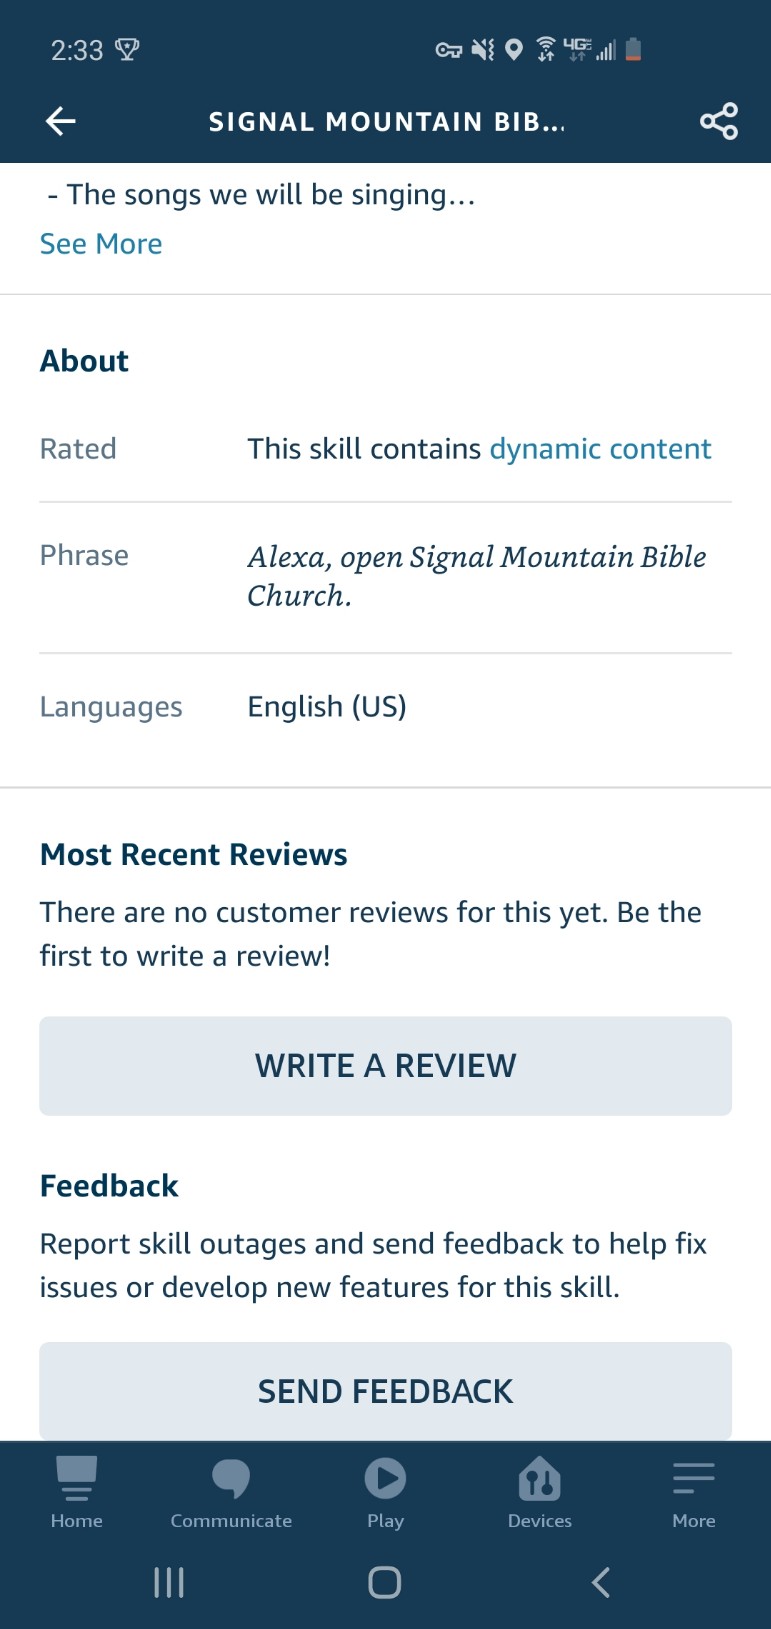 2:33
4G
SIGNAL MOUNTAIN BIB...
- The songs we will be singing...
See More
About
Rated This skill contains dynamic content
Phrase Alexa, open Signal Mountain Bible
Church.
Languages English (US)
Most Recent Reviews
There are no customer reviews for this yet. Be the
first to write a review!
WRITE A REVIEW
Feedback
Report skill outages and send feedback to help fix
issues or develop new features for this skill.
SEND FEEDBACK
Home Communicate Play Devices More